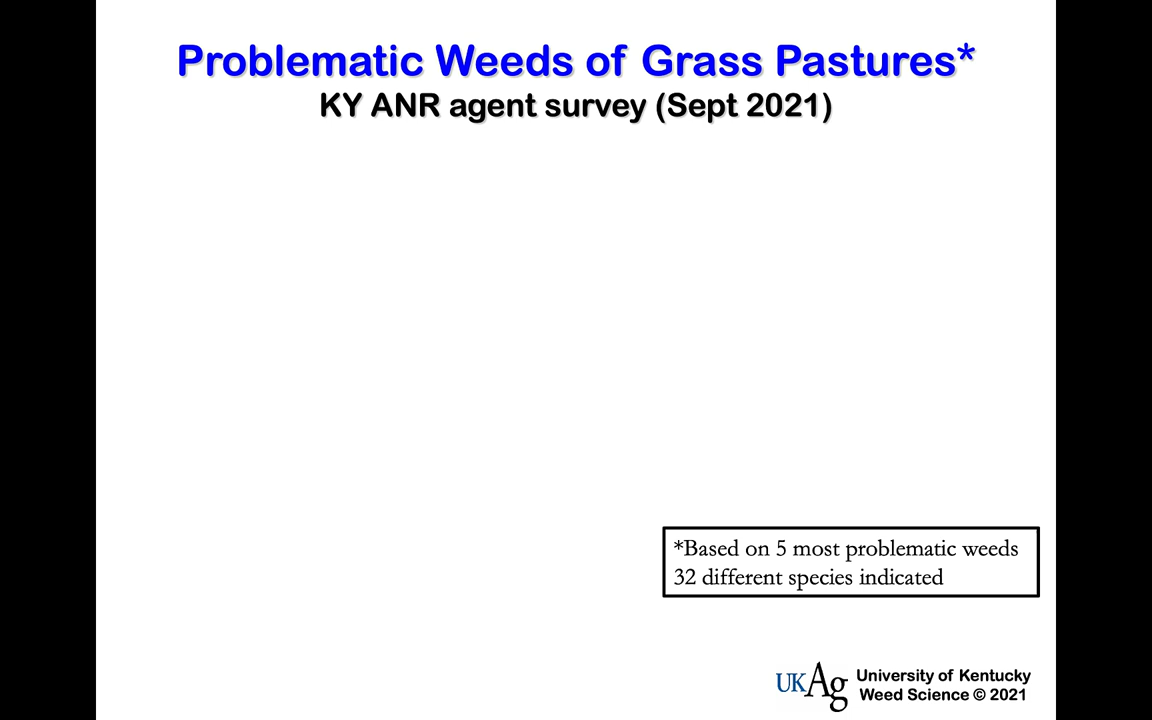 Problematic Weeds of Grass Pastures*
KY ANR agent survey (Sept 2021)
*Based on 5 most problematic weeds
32 different species indicated
UKAg
University of Kentucky
Weed Science © 2021